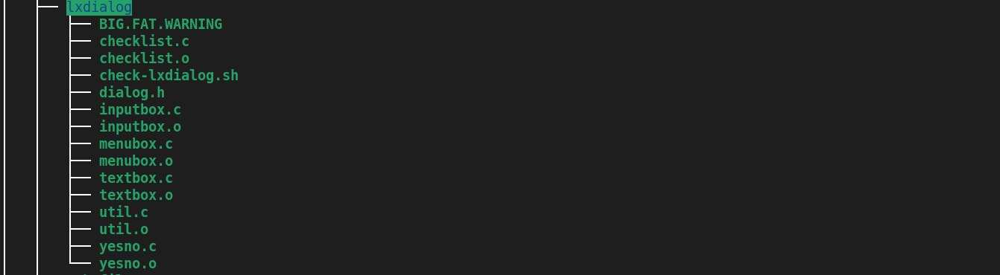 lxdialog
BIG.FAT.WARNING
checklist.c
checklist.o
check-lxdialog.sh
dialog.h
inputbox.c
inputbox.o
menubox.c
menubox.o
textbox.c
textbox.o
util.c
util.o
yesno.c
yesno.o